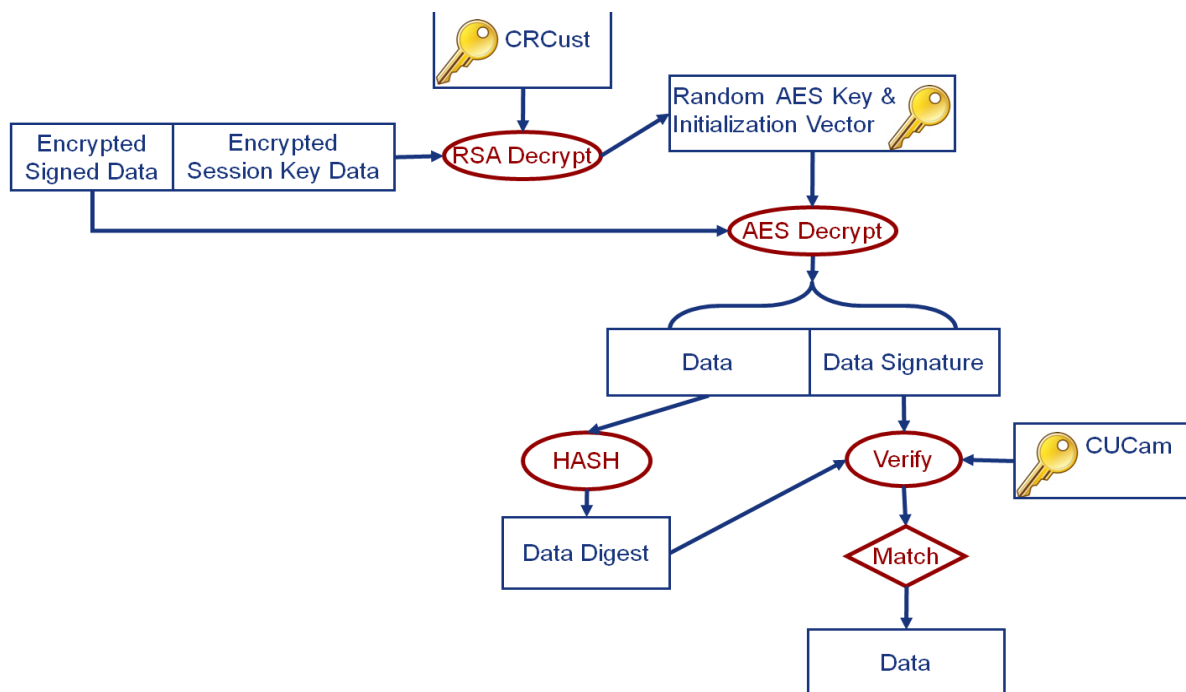 CRCust
Random AES Key &
Initialization Vector
Encrypted
Signed Data
Encrypted
Session Key Data
RSA Decrypt
AES Decrypt
Data
Data Signature
HASH
Verify
CUCam
Data Digest
Match
Data